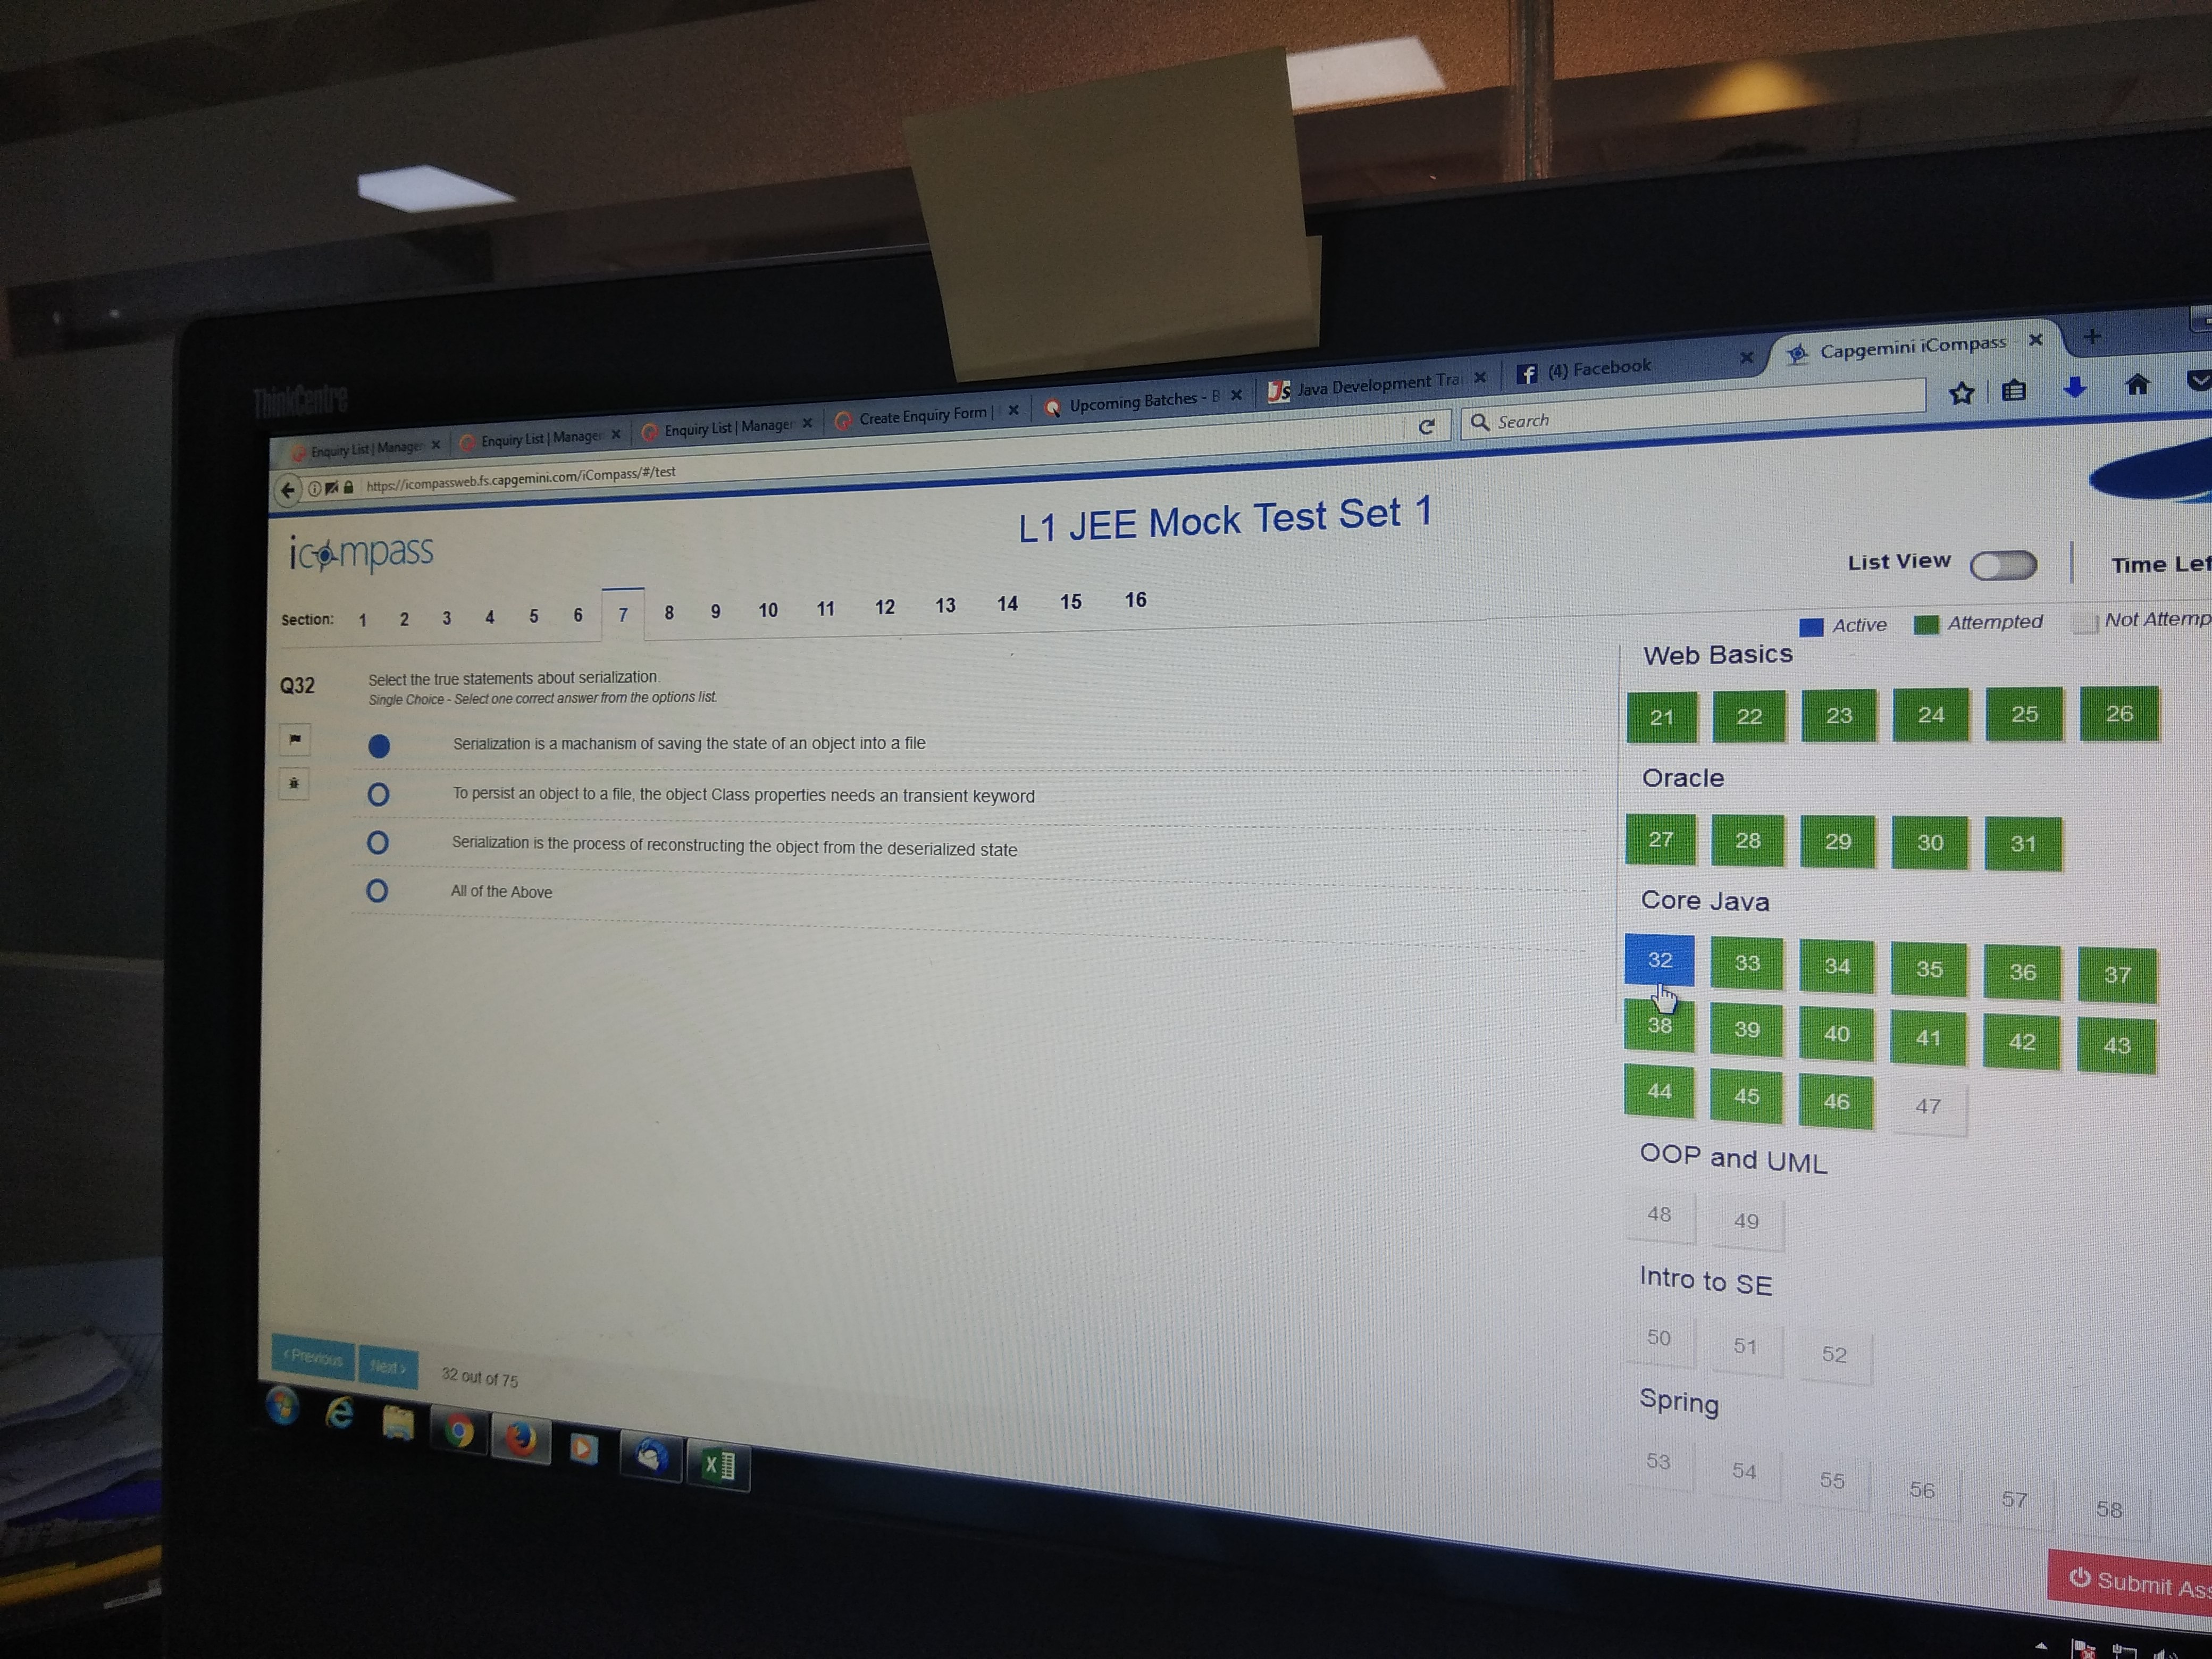 ThinkCentre
Enquiry List | Manager
Enquiry List | Manager
Enquiry List | Manager
Create Enquiry Form |
Upcoming Batches - B
Java Development Trai
(4) Facebook
Capgemini iCompass
https://icompassweb.fs.capgemini.com/iCompass/#/test
Search
icompass
L1 JEE Mock Test Set 1
List View
Time Lef
Section: 1 2 3 4 5 6 7 8 9 10 11 12 13 14 15 16
Active Attempted Not Attemp
Q32
Select the true statements about serialization.
Single Choice - Select one correct answer from the options list.
Serialization is a machanism of saving the state of an object into a file
To persist an object to a file, the object Class properties needs an transient keyword
Serialization is the process of reconstructing the object from the deserialized state
All of the Above
Web Basics
21 22 23 24 25 26
Oracle
27 28 29 30 31
Core Java
32 33 34 35 36 37
38 39 40 41 42 43
44 45 46 47
OOP and UML
48 49
Intro to SE
50 51 52
Spring
53 54 55 56 57 58
< Previous
Next >
32 out of 75
Submit Ass